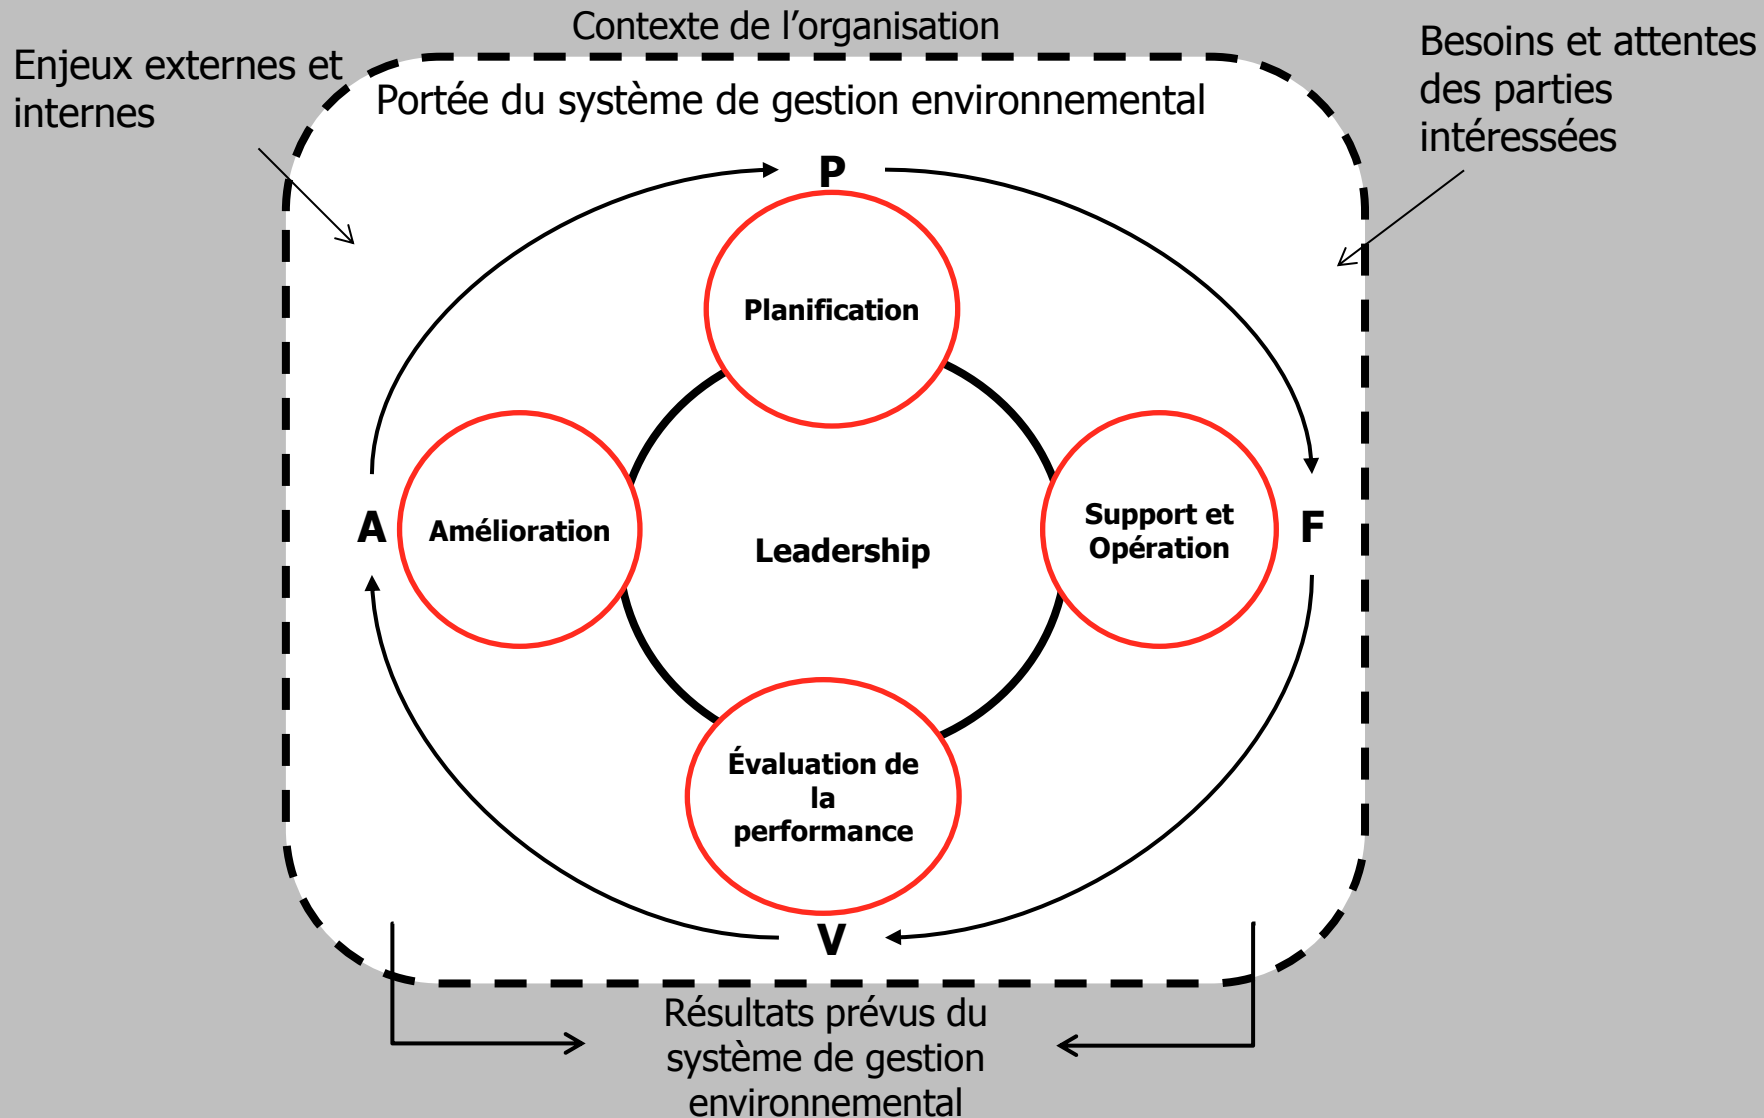 Contexte de l’organisation
Enjeux externes et
internes
Besoins et attentes
des parties
intéressées
Portée du système de gestion environnemental
P
Planification
A
Amélioration
Leadership
Support et
Opération
F
Évaluation de
la
performance
V
Résultats prévus du
système de gestion
environnemental